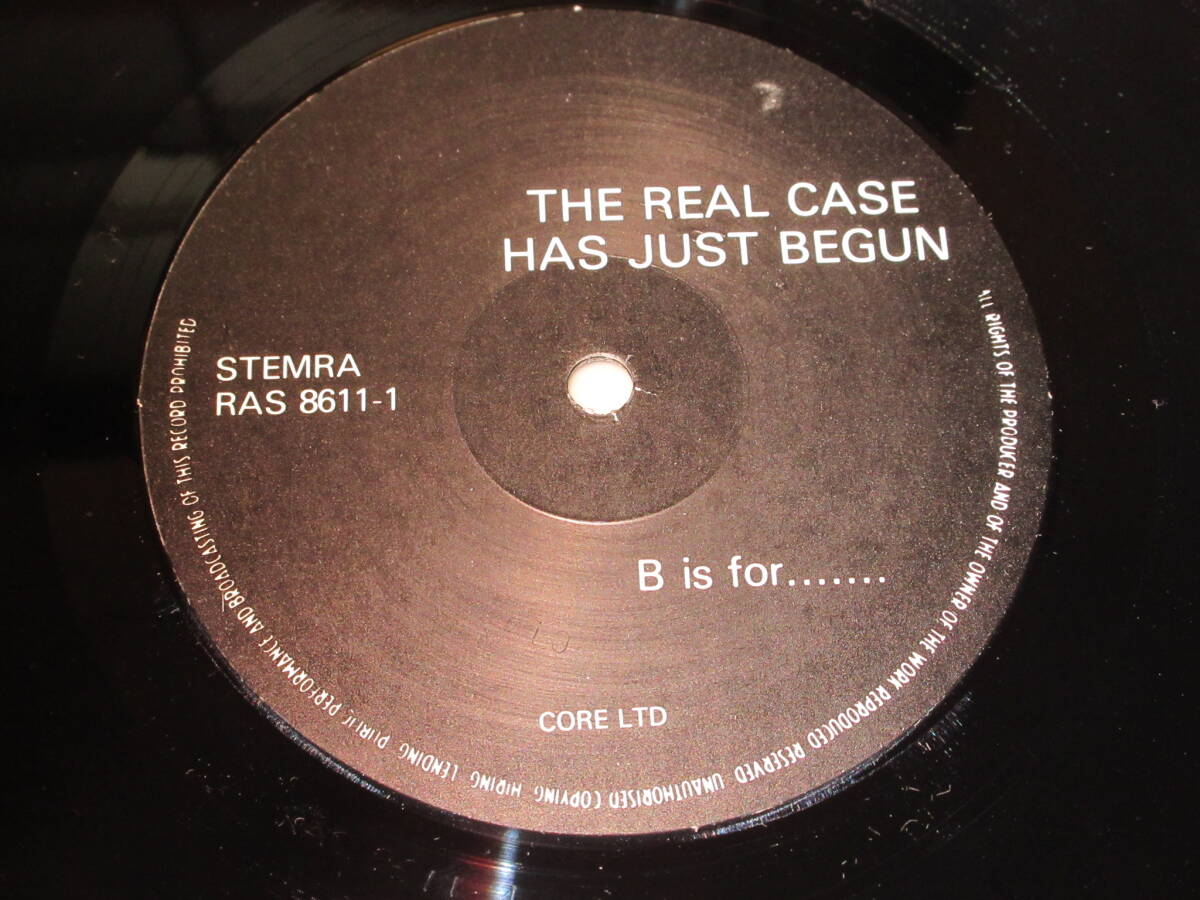 THE REAL CASE
HAS JUST BEGUN
STEMRA
RAS 8611-1
B is for.......
CORE LTD
ALL RIGHTS OF THE PRODUCER AND OF THE OWNER OF THE WORK REPRODUCED RESERVED UNAUTHORISED COPYING HIRING LENDING PUBLIC PERFORMANCE AND BROADCASTING OF THIS RECORD PROHIBITED